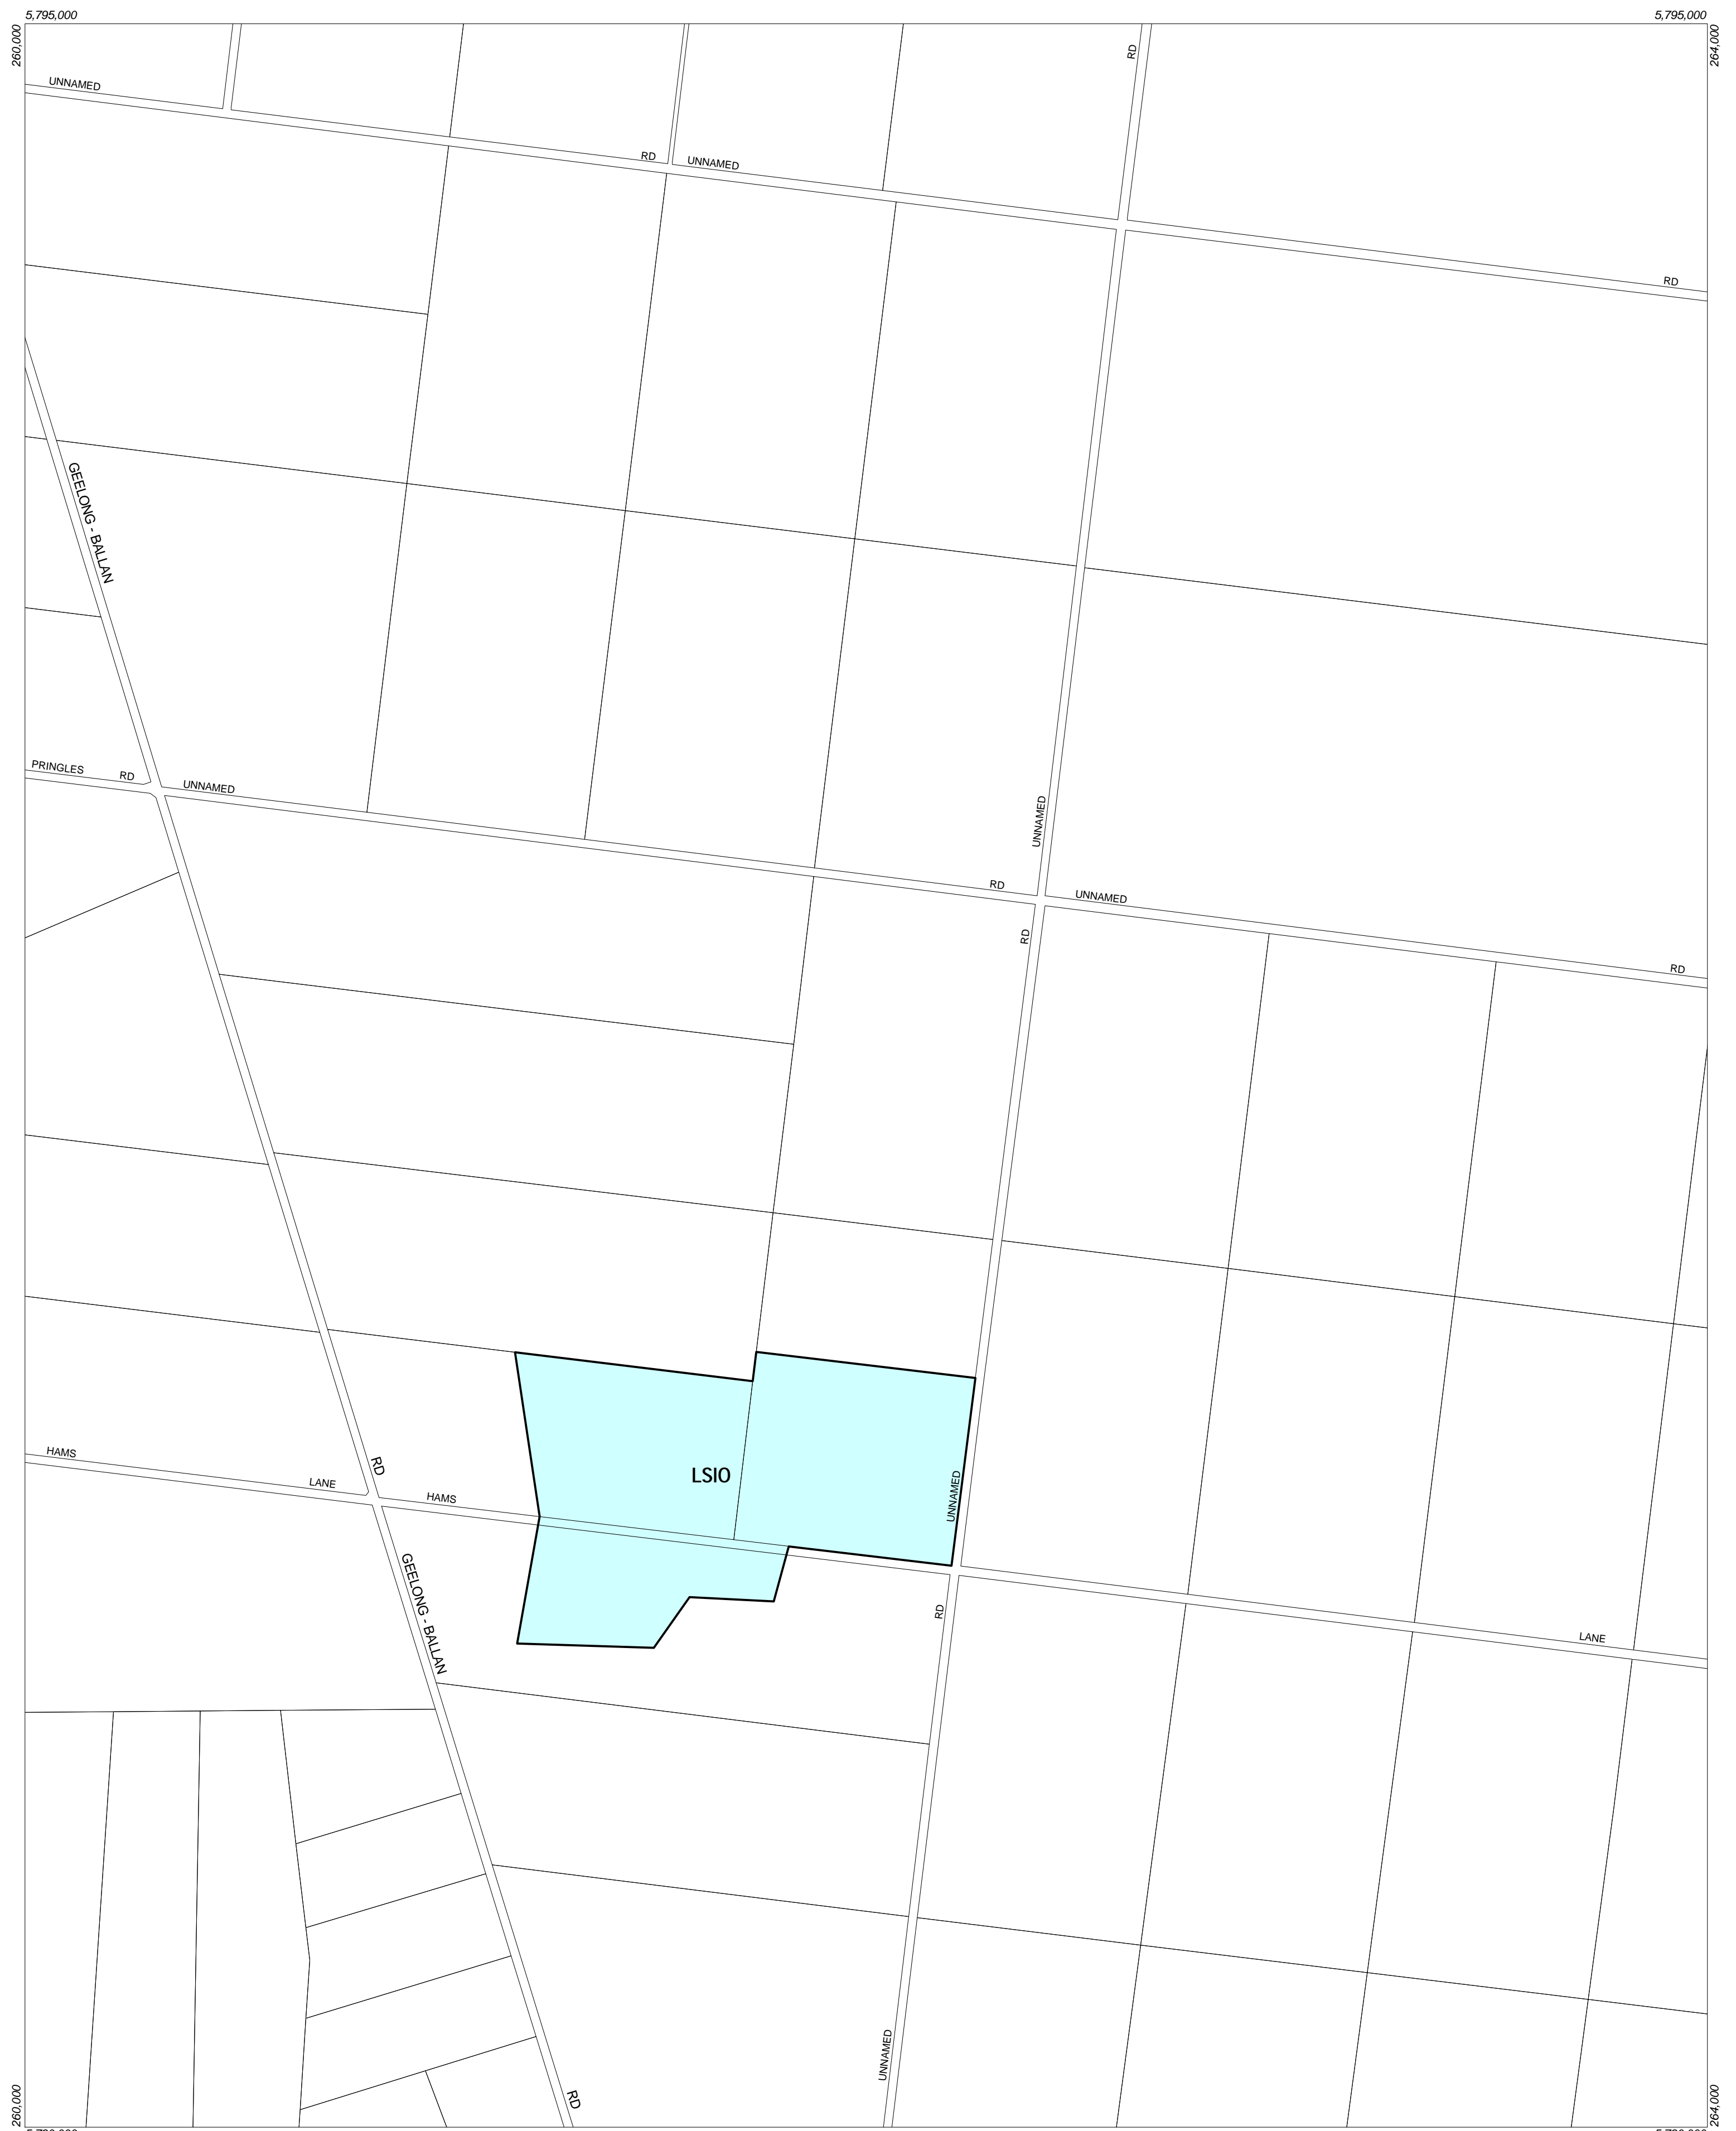 5,795,000
5,795,000
260,000
264,000
RD
UNNAMED
RD
UNNAMED
RD
GEELONG - BALLAN
PRINGLES
RD
UNNAMED
UNNAMED
RD
UNNAMED
RD
RD
HAMS
RD
LANE
HAMS
LSIO
UNNAMED
GEELONG - BALLAN
RD
LANE
UNNAMED
RD
260,000
264,000